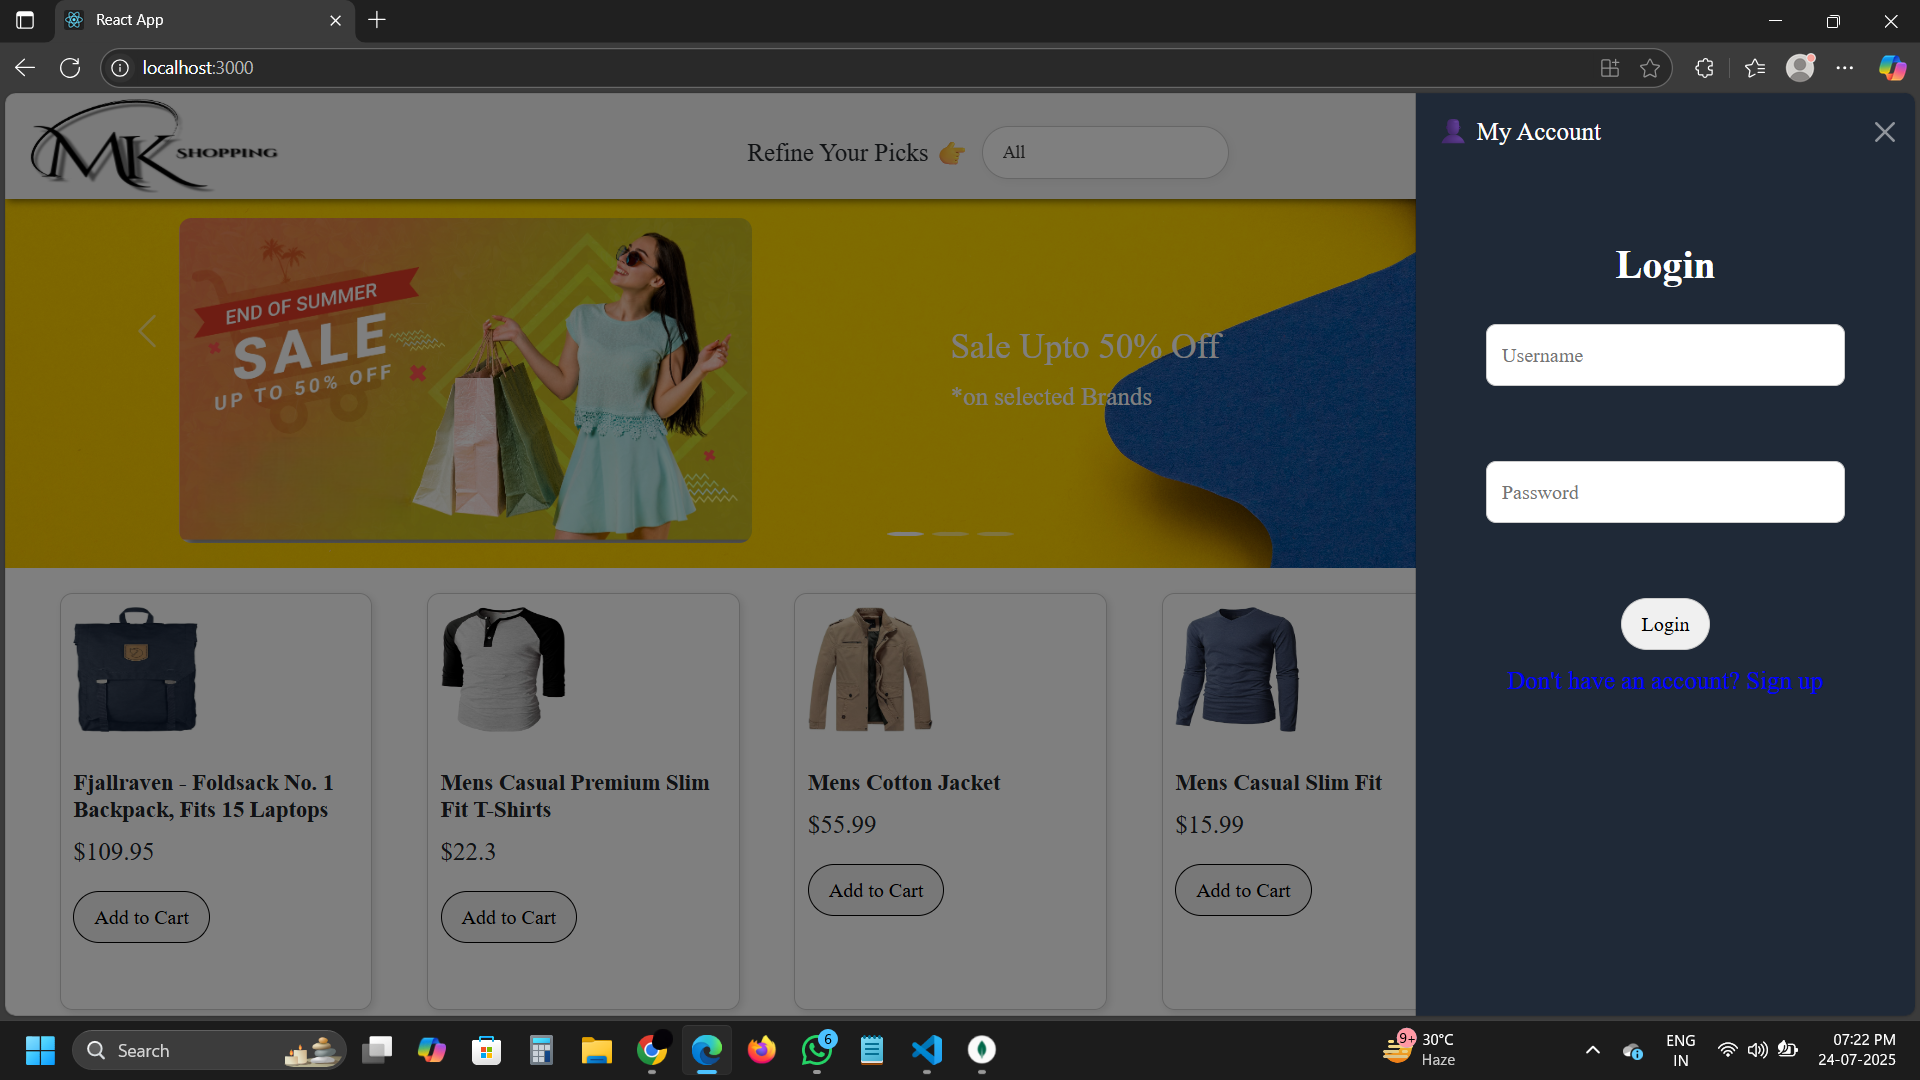 React App
localhost:3000
MK SHOPPING
Refine Your Picks 👉
All
END OF SUMMER
SALE
UP TO 50% OFF
Sale Upto 50% Off
*on selected Brands
Fjallraven - Foldsack No. 1
Backpack, Fits 15 Laptops
$109.95
Add to Cart
Mens Casual Premium Slim
Fit T-Shirts
$22.3
Add to Cart
Mens Cotton Jacket
$55.99
Add to Cart
Mens Casual Slim Fit
$15.99
Add to Cart
👤 My Account
Login
Username
Password
Login
Don't have an account? Sign up
Search
6
9+
30°C
Haze
ENG
IN
07:22 PM
24-07-2025